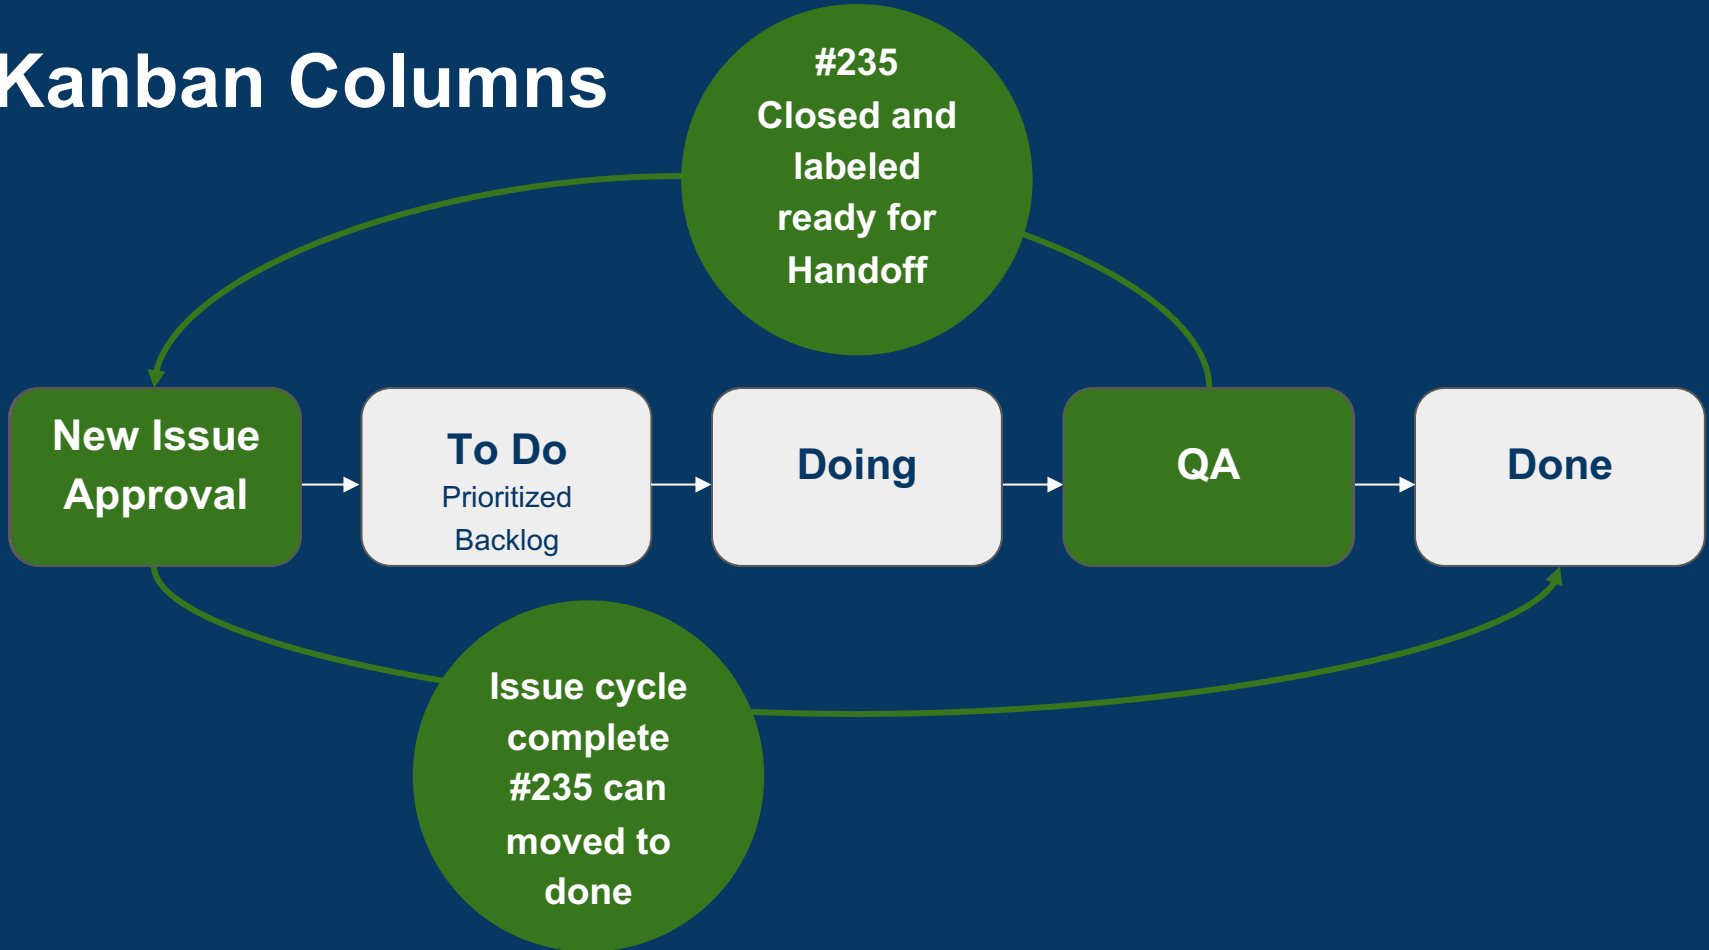 Kanban Columns
#235
Closed and
labeled
ready for
Handoff
New Issue
Approval
To Do
Prioritized
Backlog
Doing
QA
Done
Issue cycle
complete
#235 can
moved to
done